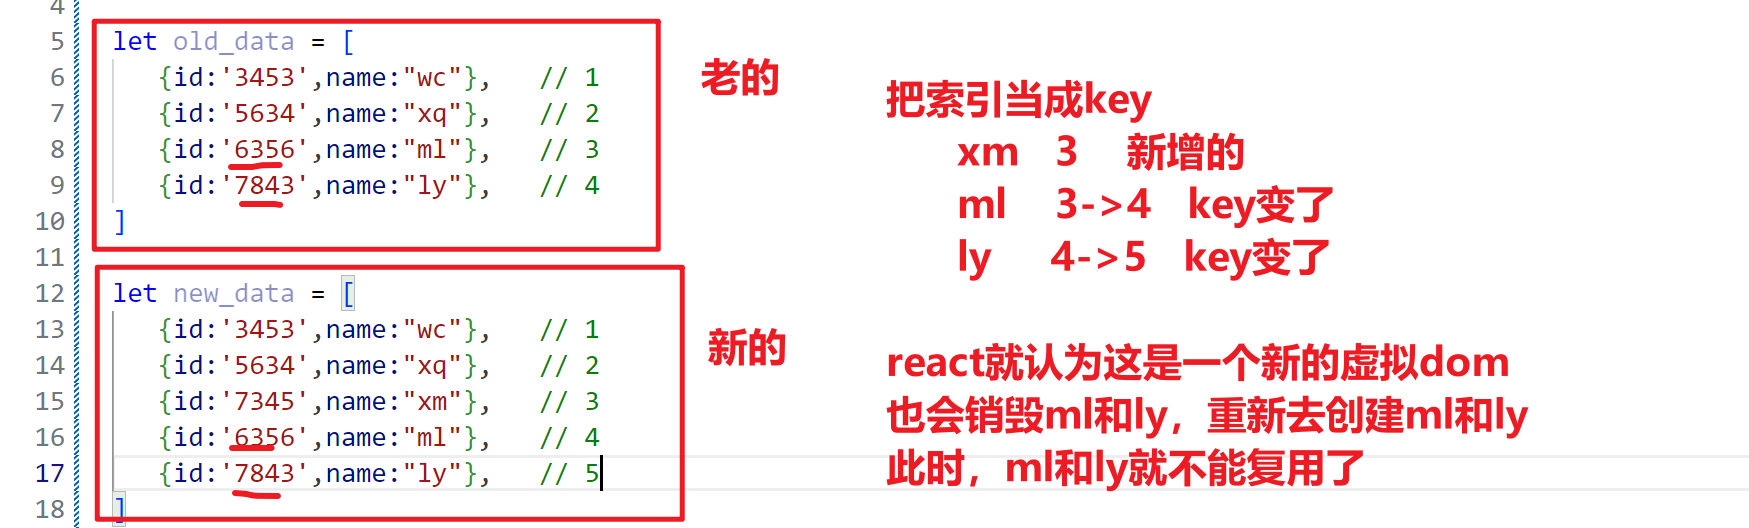 4
5 let old_data = [
6 {id:'3453',name:"wc"}, // 1
7 {id:'5634',name:"xq"}, // 2
8 {id:'6356',name:"ml"}, // 3
9 {id:'7843',name:"ly"}, // 4
10 ]
11
12 let new_data = [
13 {id:'3453',name:"wc"}, // 1
14 {id:'5634',name:"xq"}, // 2
15 {id:'7345',name:"xm"}, // 3
16 {id:'6356',name:"ml"}, // 4
17 {id:'7843',name:"ly"}, // 5
18 ]
老的
新的
把索引当成key
xm 3 新增的
ml 3->4 key变了
ly 4->5 key变了
react就认为这是一个新的虚拟dom
也会销毁ml和ly，重新去创建ml和ly
此时，ml和ly就不能复用了